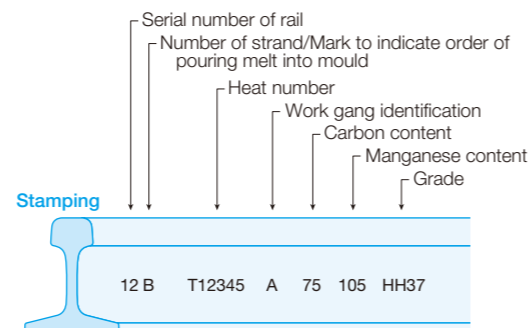 Serial number of rail
Number of strand/Mark to indicate order of
pouring melt into mould
Heat number
Work gang identification
Carbon content
Manganese content
Grade
Stamping
12 B T12345 A 75 105 HH37